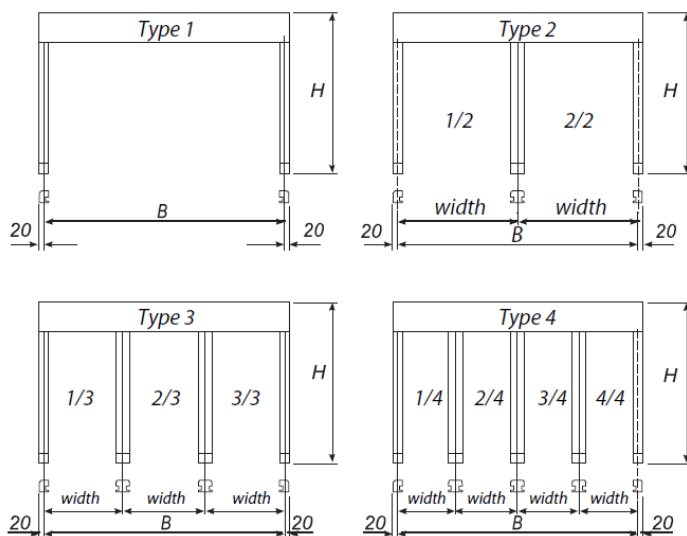 Type 1
H
B
20
20
Type 2
1/2
2/2
H
width
width
B
20
20
Type 3
1/3
2/3
3/3
H
width
width
width
B
20
20
Type 4
1/4
2/4
3/4
4/4
H
width
width
width
width
B
20
20